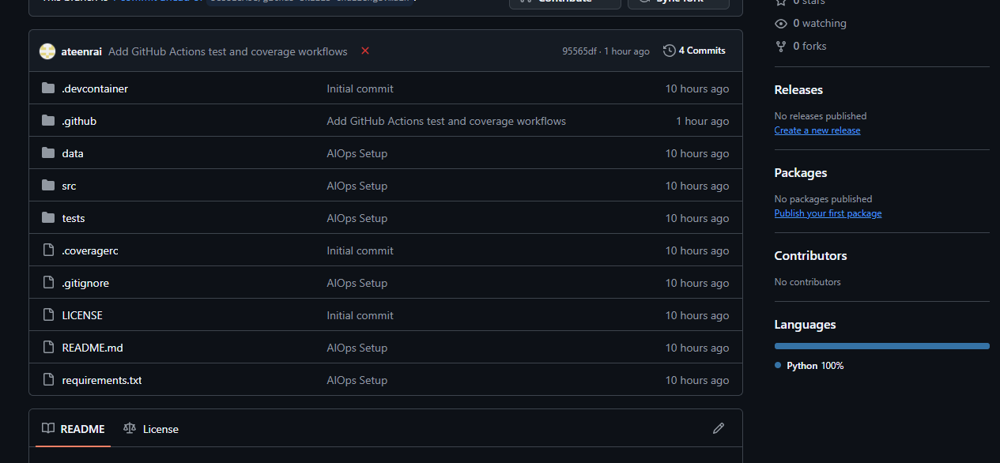 Contribute
Sync fork
ateenrai Add GitHub Actions test and coverage workflows
95565df · 1 hour ago 4 Commits
.devcontainer Initial commit 10 hours ago
.github Add GitHub Actions test and coverage workflows 1 hour ago
data AIOps Setup 10 hours ago
src AIOps Setup 10 hours ago
tests AIOps Setup 10 hours ago
.coveragerc Initial commit 10 hours ago
.gitignore AIOps Setup 10 hours ago
LICENSE Initial commit 10 hours ago
README.md AIOps Setup 10 hours ago
requirements.txt AIOps Setup 10 hours ago
README License
0 stars
0 watching
0 forks
Releases
No releases published
Create a new release
Packages
No packages published
Publish your first package
Contributors
No contributors
Languages
Python 100%